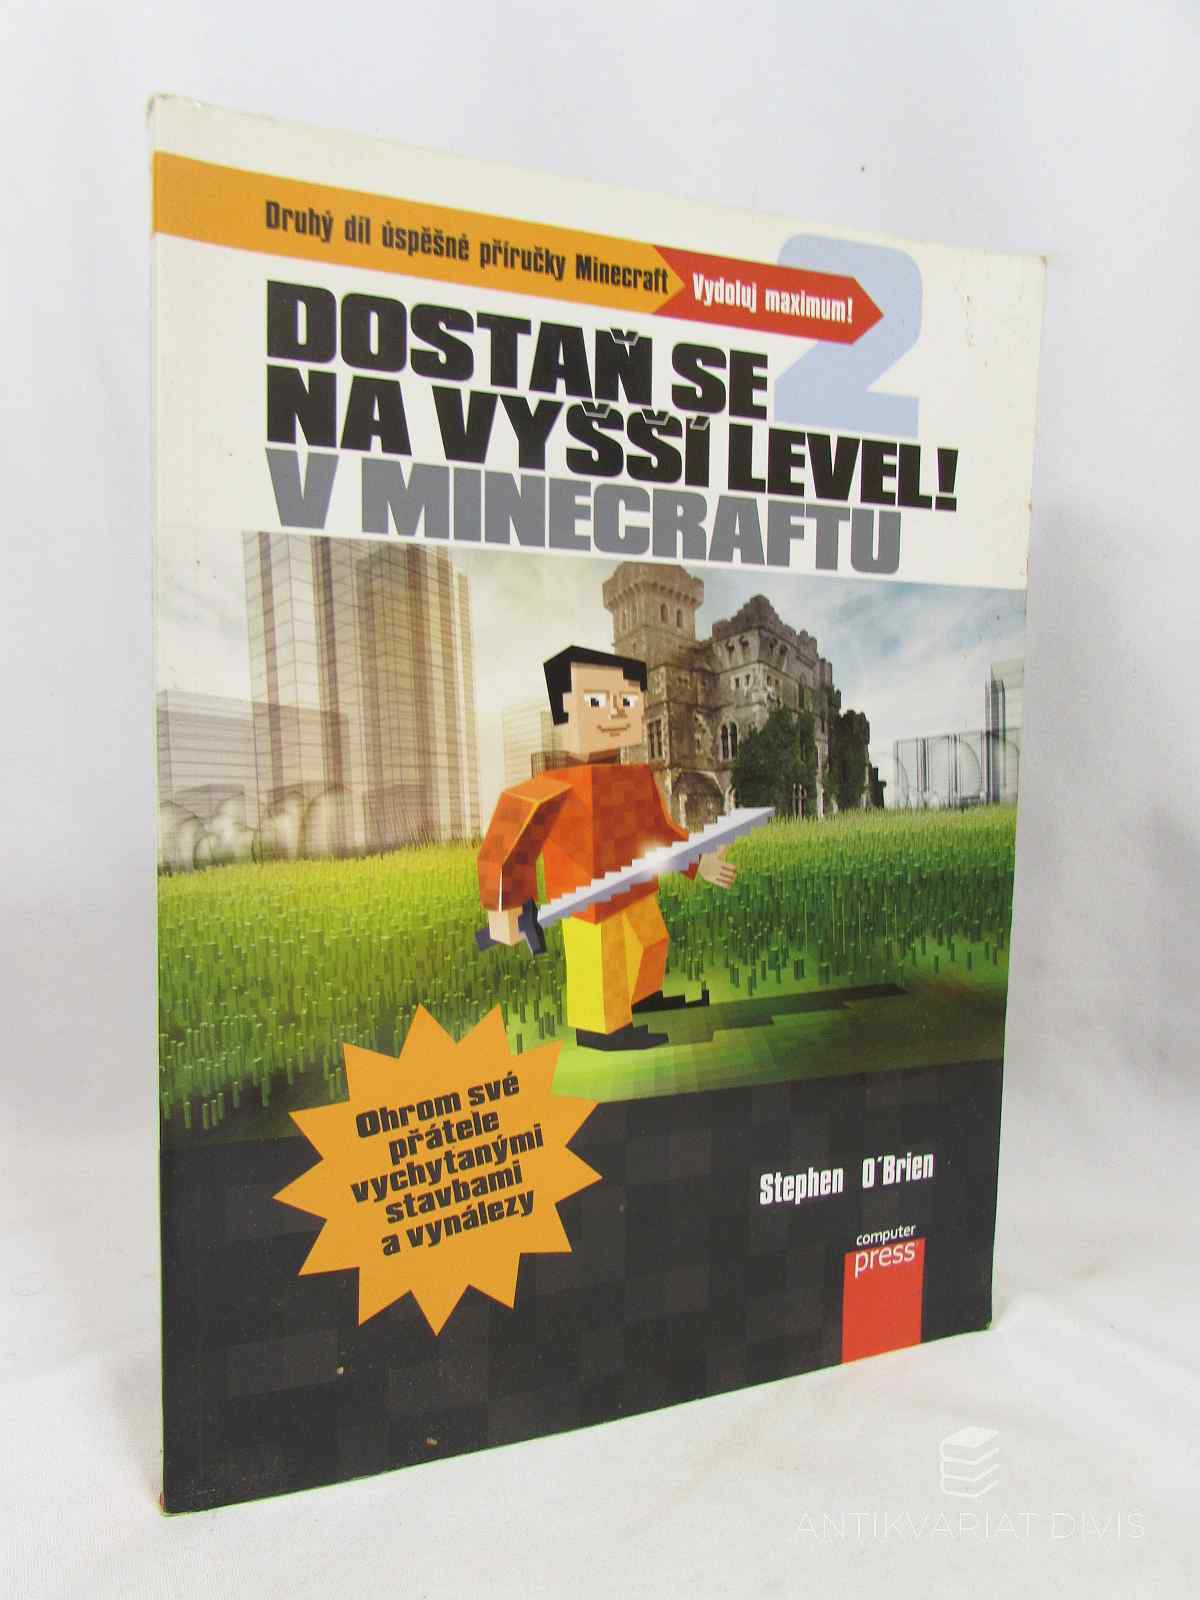 Druhý díl úspěšné příručky Minecraft
Vydoluj maximum!
2
DOSTAŇ SE
NA VYŠŠÍ LEVEL!
V MINECRAFTU
Ohrom své
přátele
vychytanými
stavbami
a vynálezy
Stephen O´Brien
computer
press
ANTIKVARIAT DIVIS